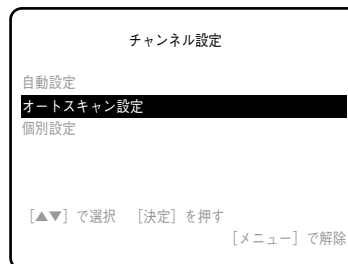 チャンネル設定
自動設定
オートスキャン設定
個別設定
［▲▼］で選択　［決定］を押す
［メニュー］で解除